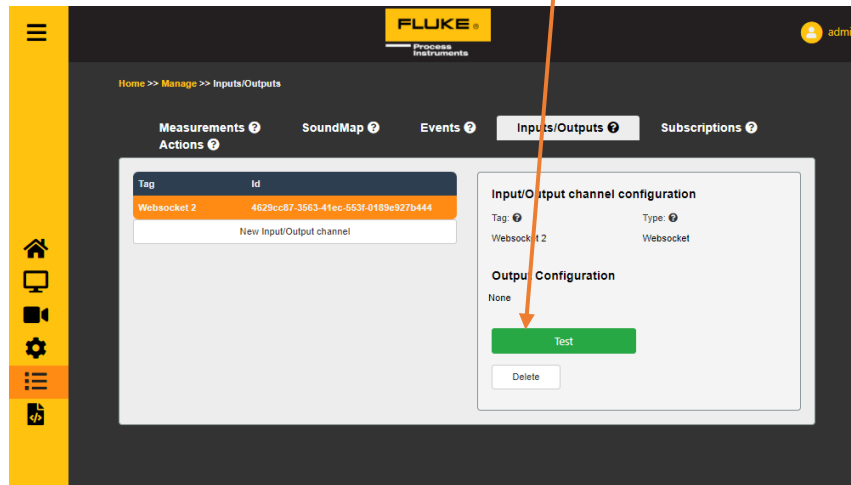 FLUKE®
Process
Instruments
admi
Home >> Manage >> Inputs/Outputs
Measurements ?
SoundMap ?
Events ?
Inputs/Outputs ?
Subscriptions ?
Actions ?
Tag Id
Websocket 2 4629cc87-3563-41ec-553f-0189e927b444
New Input/Output channel
Input/Output channel configuration
Tag: ? Type: ?
Websocket 2 Websocket
Output Configuration
None
Test
Delete